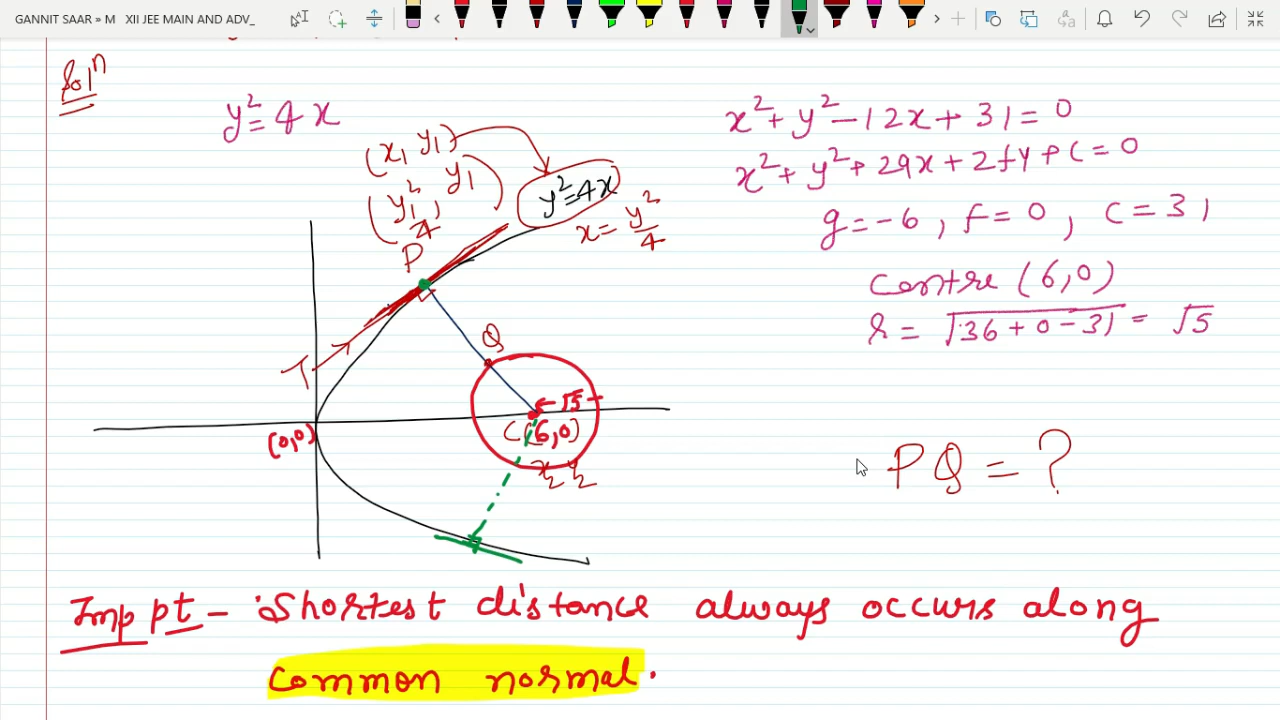 GANNIT SAAR » M XII JEE MAIN AND ADV_
Solⁿ
y² = 4x
(x₁ y₁)
(y₁²/4, y₁)
y² = 4x
x = y²/4
P
T
Q
(0,0)
√5
C(6,0)
x₂ y₂
x² + y² - 12x + 31 = 0
x² + y² + 2gx + 2fy + c = 0
g = -6, f = 0, c = 31
Centre (6,0)
r = √36 + 0 - 31 = √5
PQ = ?
Imp pt - Shortest distance always occurs along
common normal.